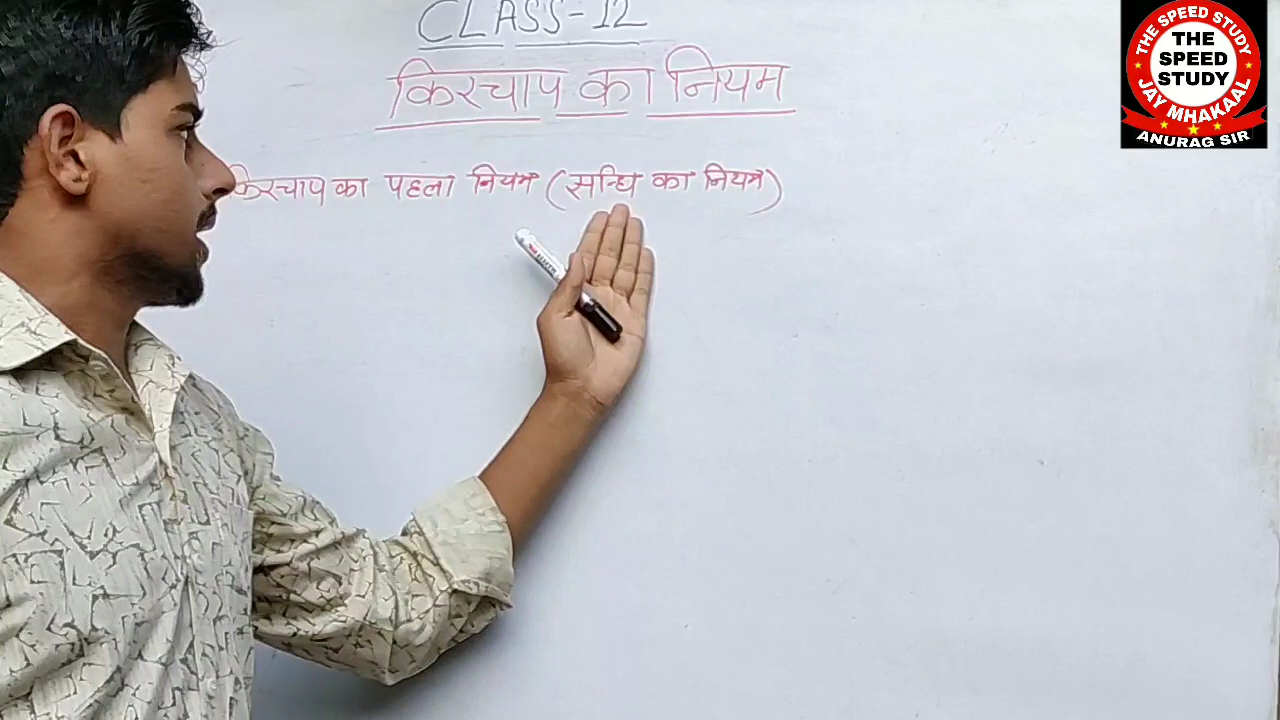 CLASS-12
किरचाप का नियम
किरचाप का पहला नियम (सन्धि का नियम)
THE SPEED STUDY
THE
SPEED
STUDY
JAY MHAKAAL
ANURAG SIR